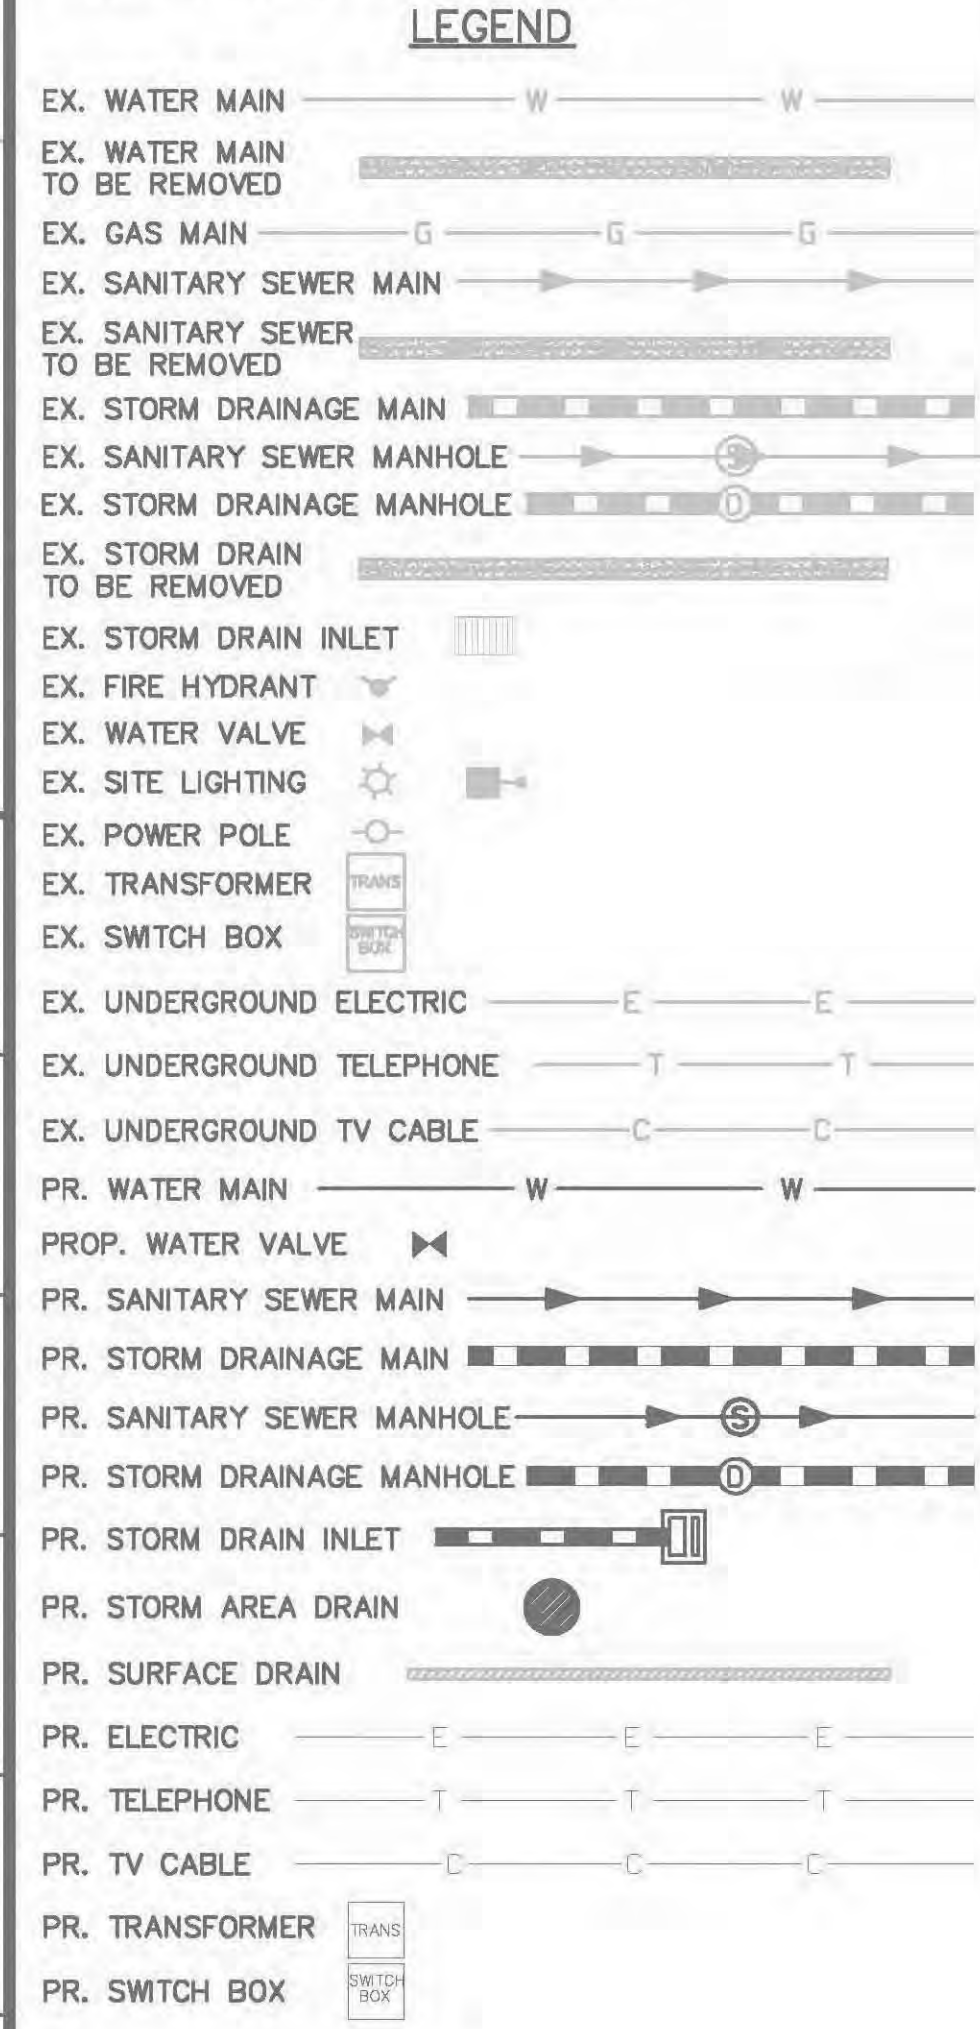 LEGEND
EX. WATER MAIN W W
EX. WATER MAIN
TO BE REMOVED
EX. GAS MAIN G G G
EX. SANITARY SEWER MAIN
EX. SANITARY SEWER
TO BE REMOVED
EX. STORM DRAINAGE MAIN
EX. SANITARY SEWER MANHOLE S
EX. STORM DRAINAGE MANHOLE D
EX. STORM DRAIN
TO BE REMOVED
EX. STORM DRAIN INLET
EX. FIRE HYDRANT
EX. WATER VALVE
EX. SITE LIGHTING
EX. POWER POLE
EX. TRANSFORMER TRANS
EX. SWITCH BOX SWITCH
BOX
EX. UNDERGROUND ELECTRIC E E
EX. UNDERGROUND TELEPHONE T T
EX. UNDERGROUND TV CABLE C C
PR. WATER MAIN W W
PROP. WATER VALVE
PR. SANITARY SEWER MAIN
PR. STORM DRAINAGE MAIN
PR. SANITARY SEWER MANHOLE S
PR. STORM DRAINAGE MANHOLE D
PR. STORM DRAIN INLET
PR. STORM AREA DRAIN
PR. SURFACE DRAIN
PR. ELECTRIC E E E
PR. TELEPHONE T T T
PR. TV CABLE C C C
PR. TRANSFORMER TRANS
PR. SWITCH BOX SWITCH
BOX